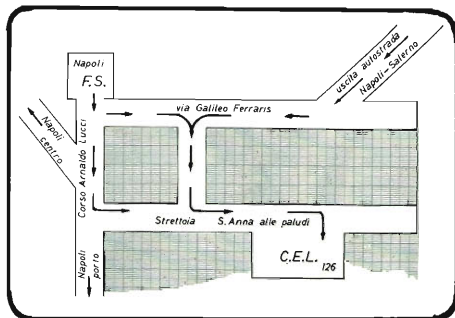 Napoli
F.S.
uscita autostrada
Napoli-Salerno
via Galileo Ferraris
Napoli
centro
Corso Arnaldo Lucci
Strettoia S. Anna alle paludi
C.E.L. 126
Napoli
porto